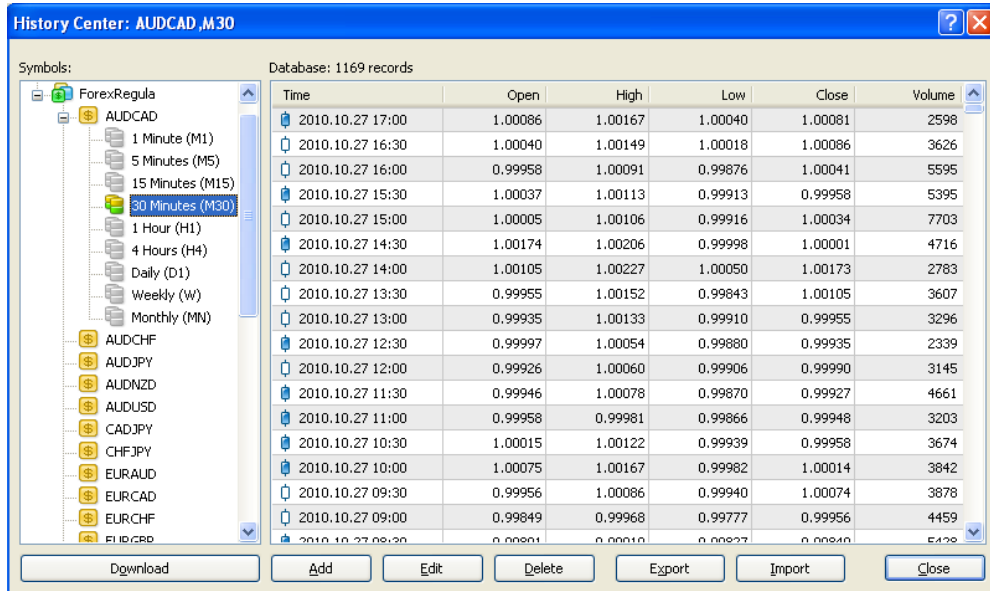 History Center: AUDCAD,M30
Symbols:
Database: 1169 records
ForexRegula
AUDCAD
1 Minute (M1)
5 Minutes (M5)
15 Minutes (M15)
30 Minutes (M30)
1 Hour (H1)
4 Hours (H4)
Daily (D1)
Weekly (W)
Monthly (MN)
AUDCHF
AUDJPY
AUDNZD
AUDUSD
CADJPY
CHFJPY
EURAUD
EURCAD
EURCHF
EURGBP
Time Open High Low Close Volume
2010.10.27 17:00 1.00086 1.00167 1.00040 1.00081 2598
2010.10.27 16:30 1.00040 1.00149 1.00018 1.00086 3626
2010.10.27 16:00 0.99958 1.00091 0.99876 1.00041 5595
2010.10.27 15:30 1.00037 1.00113 0.99913 0.99958 5395
2010.10.27 15:00 1.00005 1.00106 0.99916 1.00034 7703
2010.10.27 14:30 1.00174 1.00206 0.99998 1.00001 4716
2010.10.27 14:00 1.00105 1.00227 1.00050 1.00173 2783
2010.10.27 13:30 0.99955 1.00152 0.99843 1.00105 3607
2010.10.27 13:00 0.99935 1.00133 0.99910 0.99955 3296
2010.10.27 12:30 0.99997 1.00054 0.99880 0.99935 2339
2010.10.27 12:00 0.99926 1.00060 0.99906 0.99990 3145
2010.10.27 11:30 0.99946 1.00078 0.99870 0.99927 4661
2010.10.27 11:00 0.99958 0.99981 0.99866 0.99948 3203
2010.10.27 10:30 1.00015 1.00122 0.99939 0.99958 3674
2010.10.27 10:00 1.00075 1.00167 0.99982 1.00014 3842
2010.10.27 09:30 0.99956 1.00086 0.99940 1.00074 3878
2010.10.27 09:00 0.99849 0.99968 0.99777 0.99956 4459
2010.10.27 08:30
Download Add Edit Delete Export Import Close